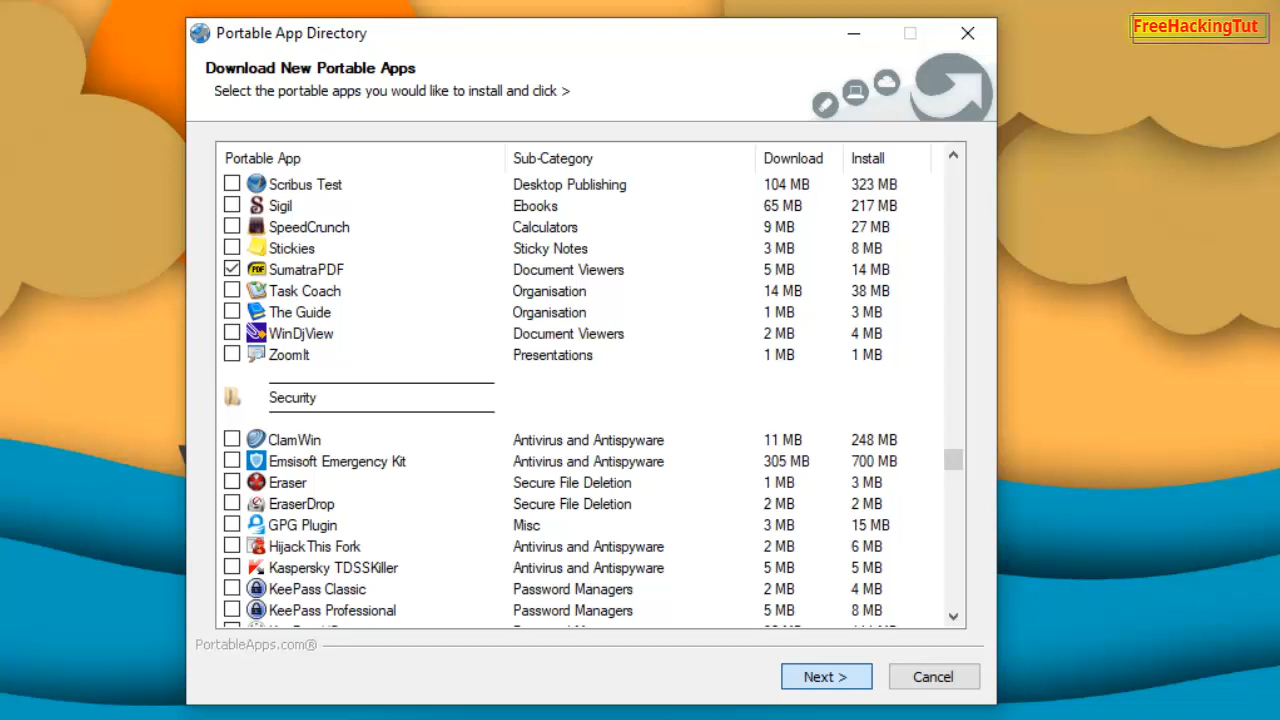 FreeHackingTut
Portable App Directory
Download New Portable Apps
Select the portable apps you would like to install and click >
Portable App Sub-Category Download Install
Scribus Test Desktop Publishing 104 MB 323 MB
Sigil Ebooks 65 MB 217 MB
SpeedCrunch Calculators 9 MB 27 MB
Stickies Sticky Notes 3 MB 8 MB
PDF SumatraPDF Document Viewers 5 MB 14 MB
Task Coach Organisation 14 MB 38 MB
The Guide Organisation 1 MB 3 MB
WinDjView Document Viewers 2 MB 4 MB
ZoomIt Presentations 1 MB 1 MB
Security
ClamWin Antivirus and Antispyware 11 MB 248 MB
Emsisoft Emergency Kit Antivirus and Antispyware 305 MB 700 MB
Eraser Secure File Deletion 1 MB 3 MB
EraserDrop Secure File Deletion 2 MB 2 MB
GPG Plugin Misc 3 MB 15 MB
HijackThis Fork Antivirus and Antispyware 2 MB 6 MB
Kaspersky TDSSKiller Antivirus and Antispyware 5 MB 5 MB
KeePass Classic Password Managers 2 MB 4 MB
KeePass Professional Password Managers 5 MB 8 MB
PortableApps.com®
Next > Cancel